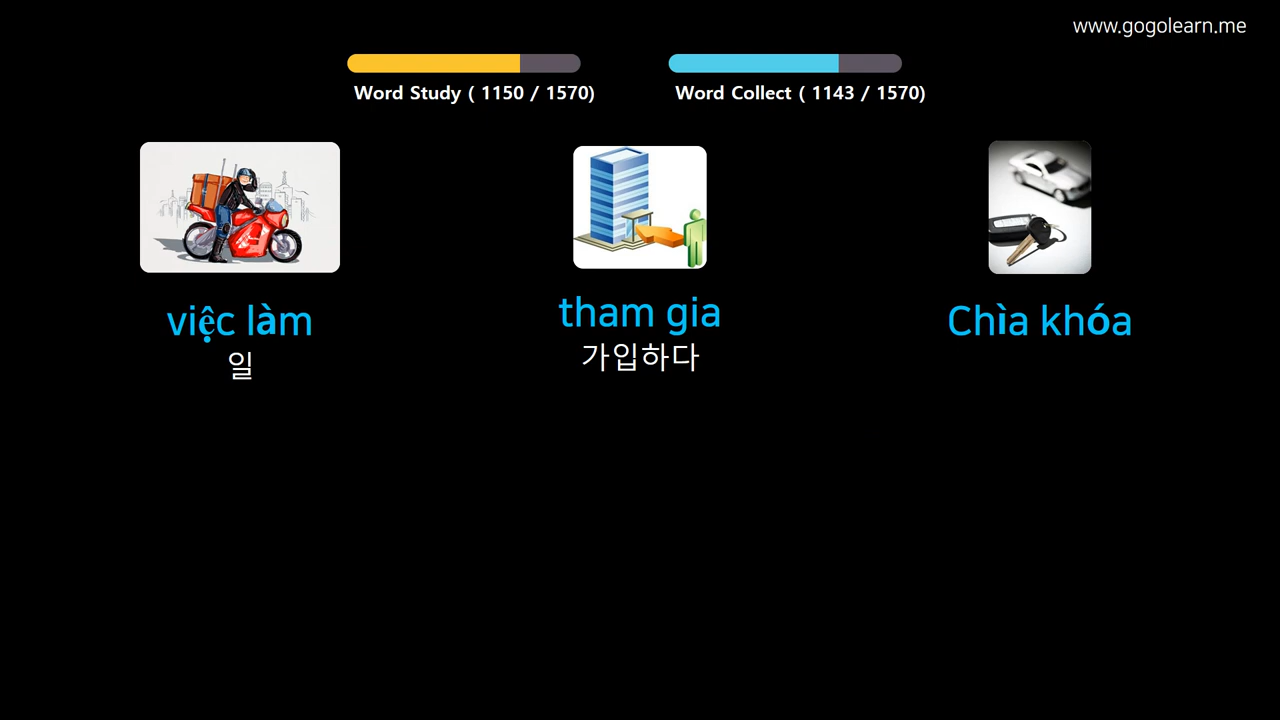 www.gogolearn.me
Word Study ( 1150 / 1570)
Word Collect ( 1143 / 1570)
việc làm
일
tham gia
가입하다
Chìa khóa